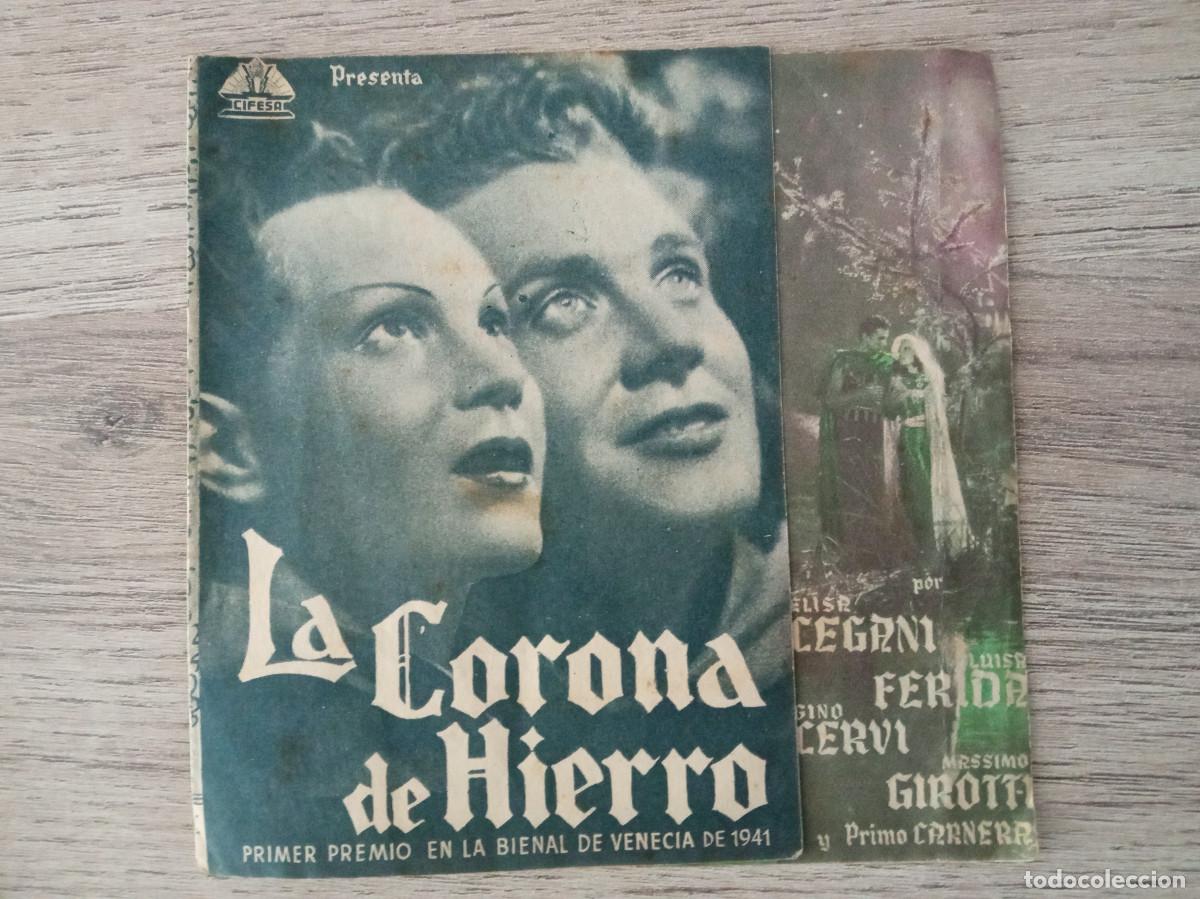 CIFESA
Presenta
La
Corona
de Hierro
PRIMER PREMIO EN LA BIENAL DE VENECIA DE 1941
por
ELISA
CEGANI
LUISA
FERIDA
GINO
CERVI
MASSIMO
GIROTTI
y Primo CARNERA
todocoleccion